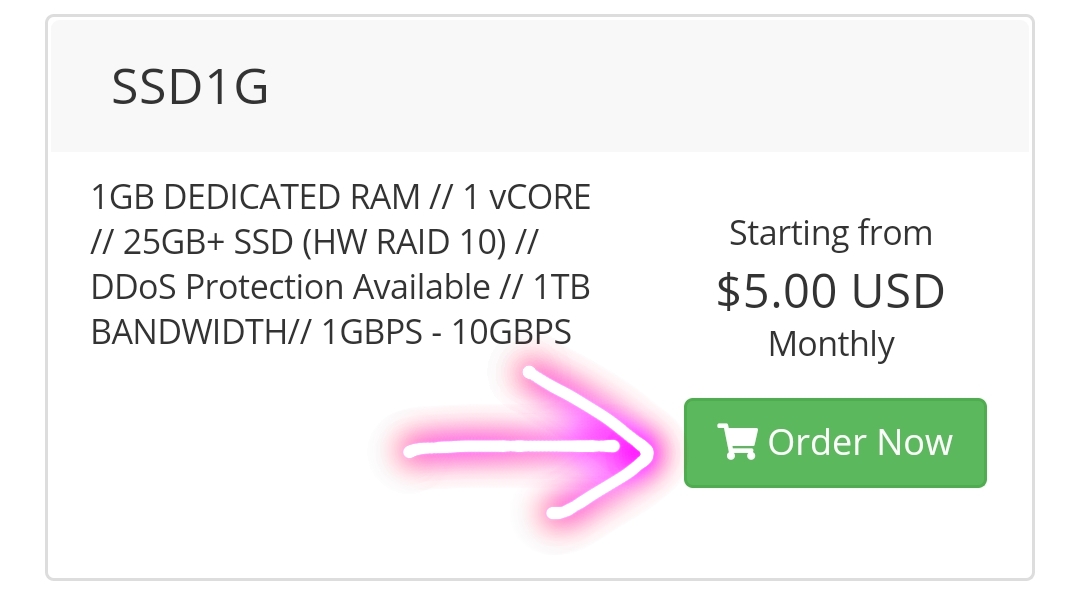 SSD1G
1GB DEDICATED RAM // 1 vCORE
// 25GB+ SSD (HW RAID 10) //
DDoS Protection Available // 1TB
BANDWIDTH// 1GBPS - 10GBPS
Starting from
$5.00 USD
Monthly
Order Now